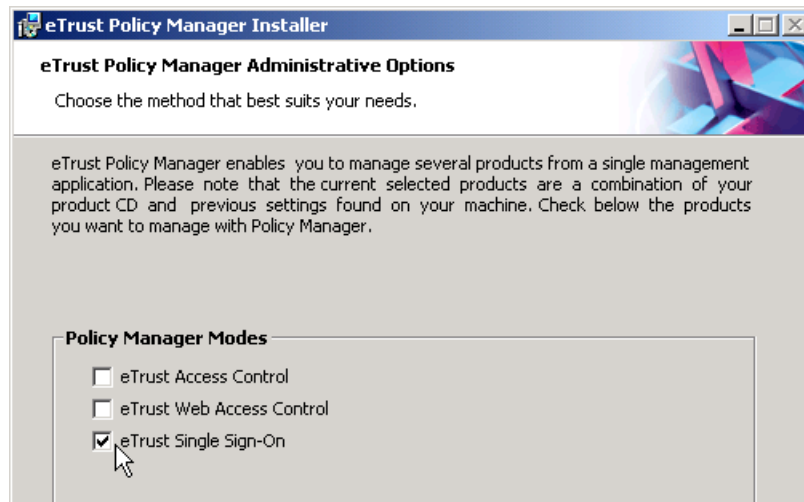 eTrust Policy Manager Installer
eTrust Policy Manager Administrative Options
Choose the method that best suits your needs.
eTrust Policy Manager enables you to manage several products from a single management
application. Please note that the current selected products are a combination of your
product CD and previous settings found on your machine. Check below the products
you want to manage with Policy Manager.
Policy Manager Modes
eTrust Access Control
eTrust Web Access Control
eTrust Single Sign-On